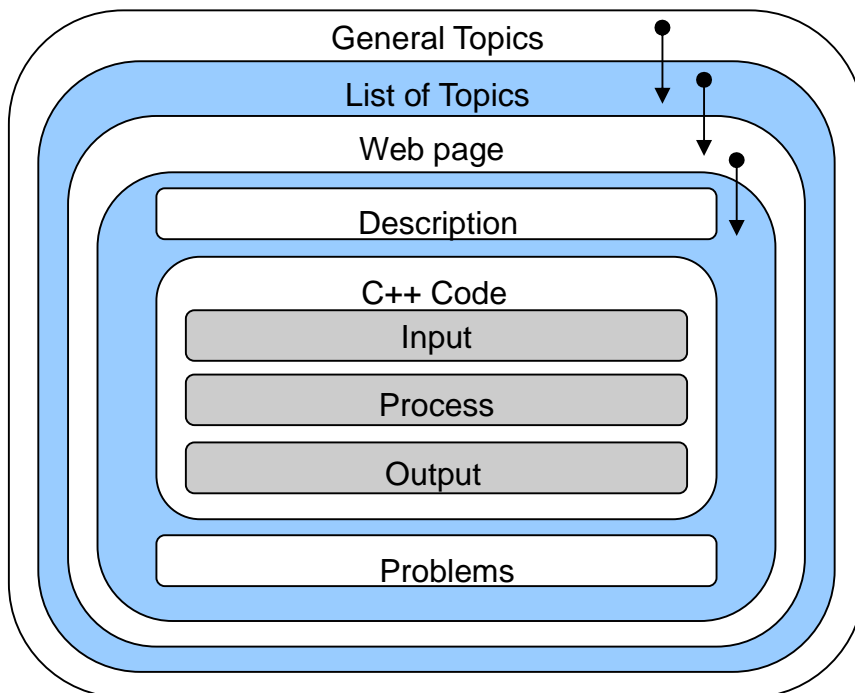 General Topics
List of Topics
Web page
Description
C++ Code
Input
Process
Output
Problems